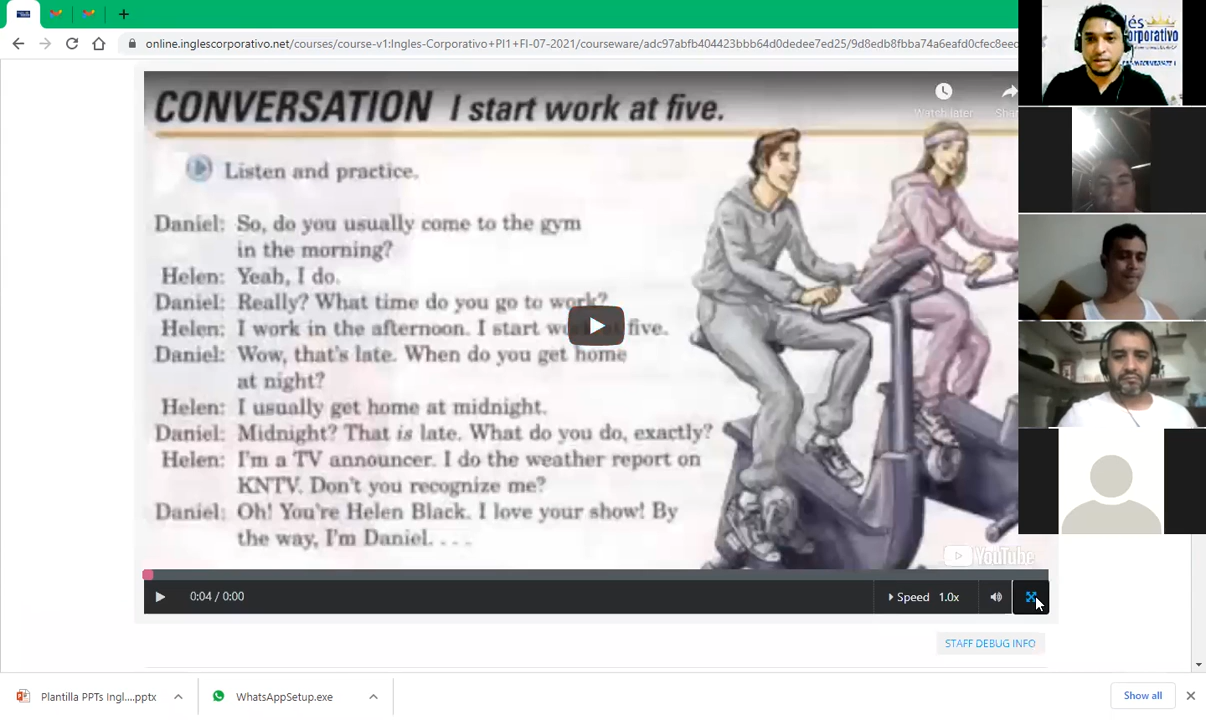 online.inglescorporativo.net/courses/course-v1:Ingles-Corporativo+PI1+FI-07-2021/courseware/adc97abfb404423bbb64d0dedee7ed25/9d8edb8fbba74a6eafd0cfec8eed
CONVERSATION I start work at five.
Watch later
Listen and practice.
Daniel: So, do you usually come to the gym
in the morning?
Helen: Yeah, I do.
Daniel: Really? What time do you go to work?
Helen: I work in the afternoon. I start work at five.
Daniel: Wow, that's late. When do you get home
at night?
Helen: I usually get home at midnight.
Daniel: Midnight? That is late. What do you do, exactly?
Helen: I'm a TV announcer. I do the weather report on
KNTV. Don't you recognize me?
Daniel: Oh! You're Helen Black. I love your show! By
the way, I'm Daniel. . . .
YouTube
0:04 / 0:00
Speed 1.0x
STAFF DEBUG INFO
Plantilla PPTs Ingl....pptx
WhatsAppSetup.exe
Show all